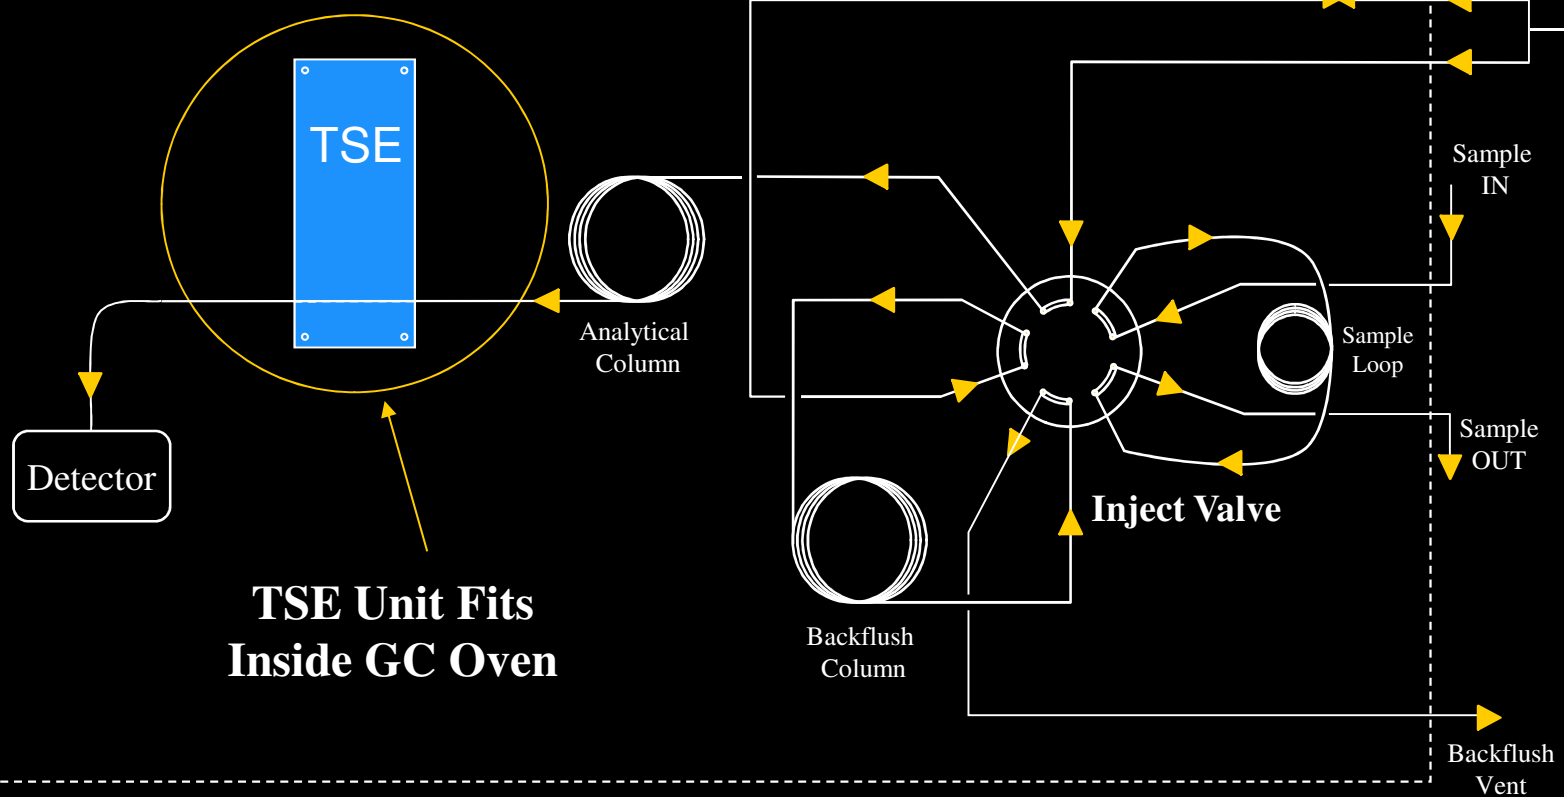 TSE
Sample
IN
Analytical
Column
Sample
Loop
Sample
OUT
Detector
Inject Valve
TSE Unit Fits
Inside GC Oven
Backflush
Column
Backflush
Vent